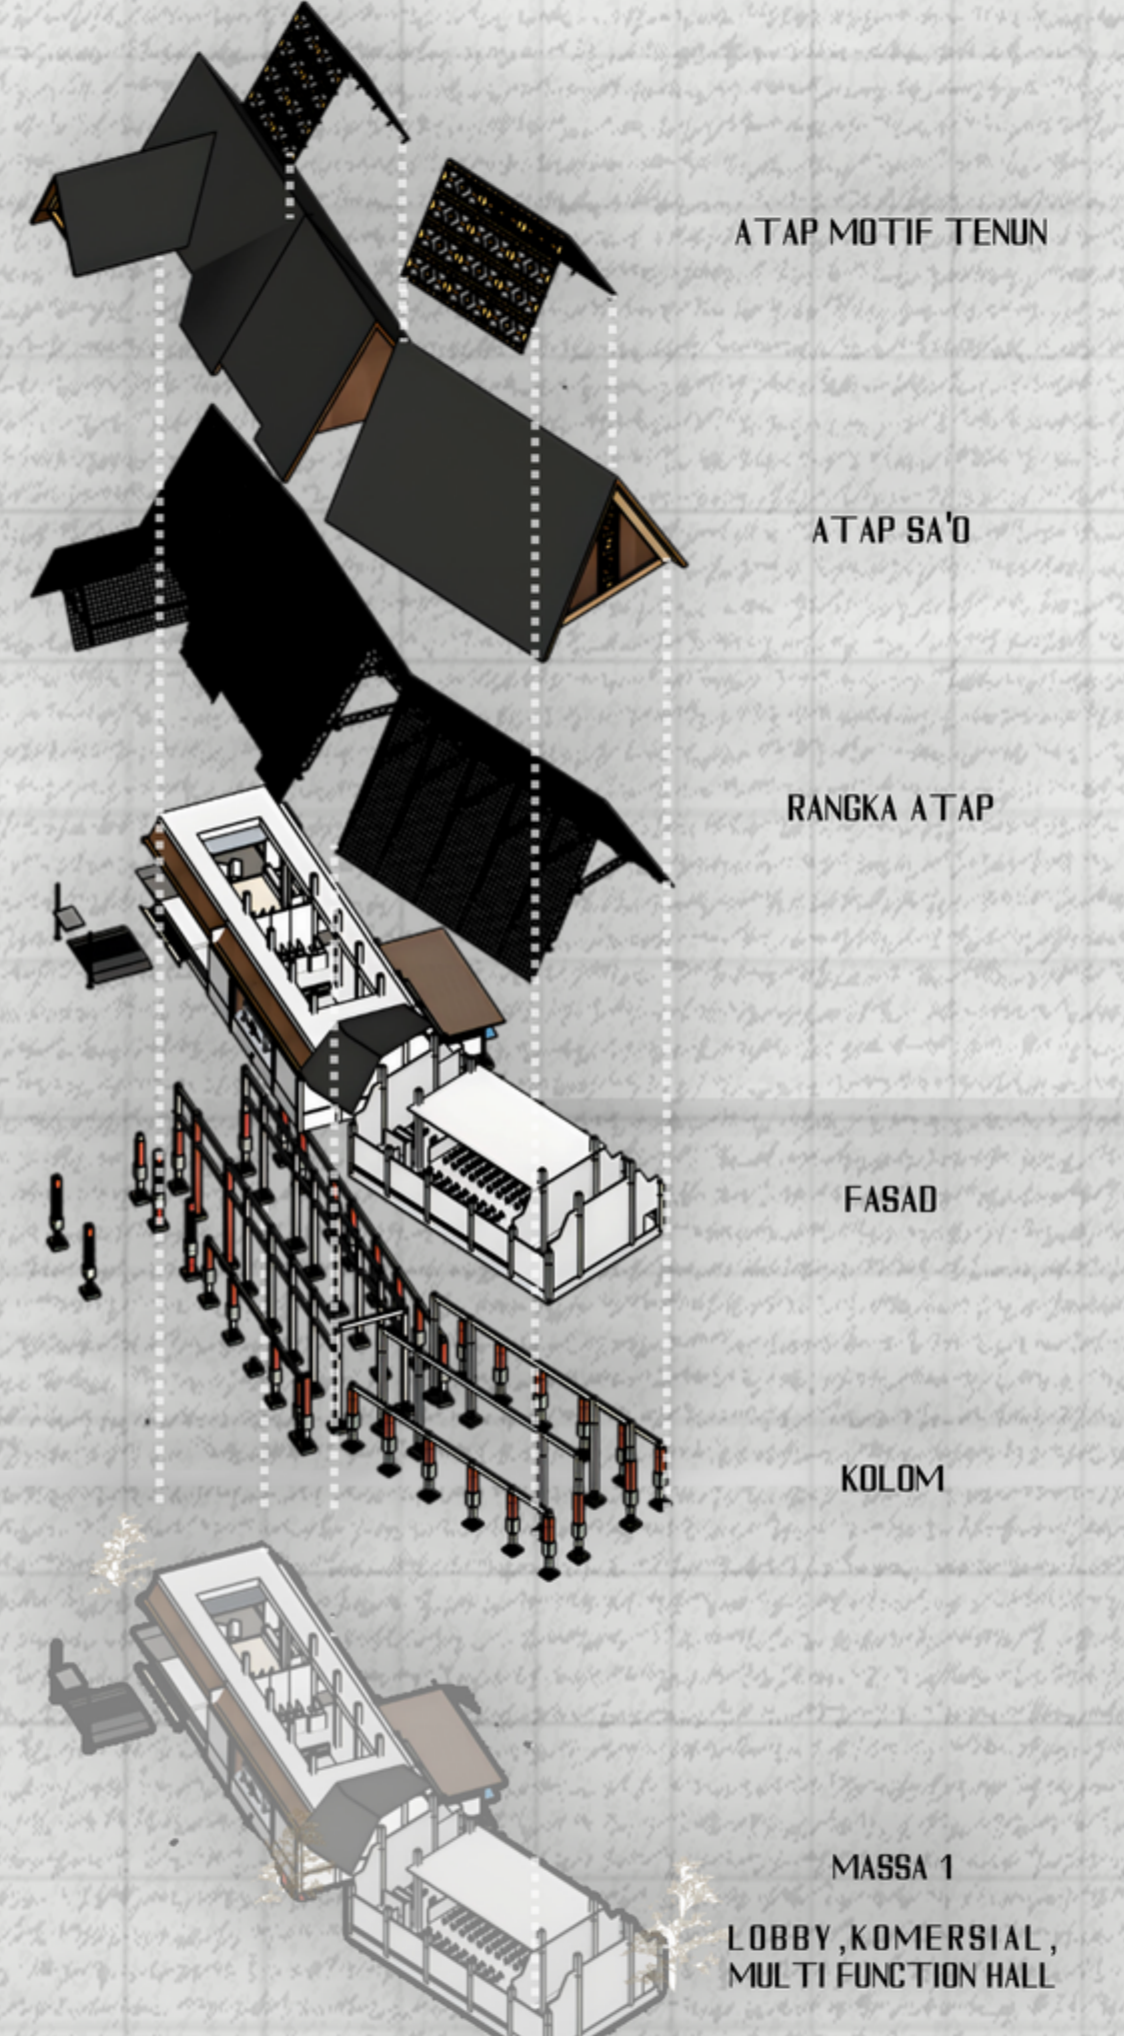 ATAP MOTIF TENUN
ATAP SA'O
RANGKA ATAP
FASAD
KOLOM
MASSA 1
LOBBY,KOMERSIAL,
MULTI FUNCTION HALL